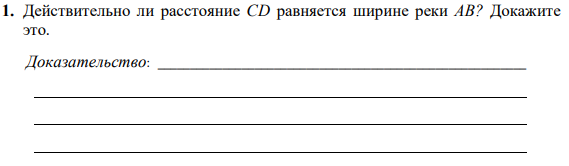 1. Действительно ли расстояние CD равняется ширине реки AB? Докажите
это.
Доказательство: